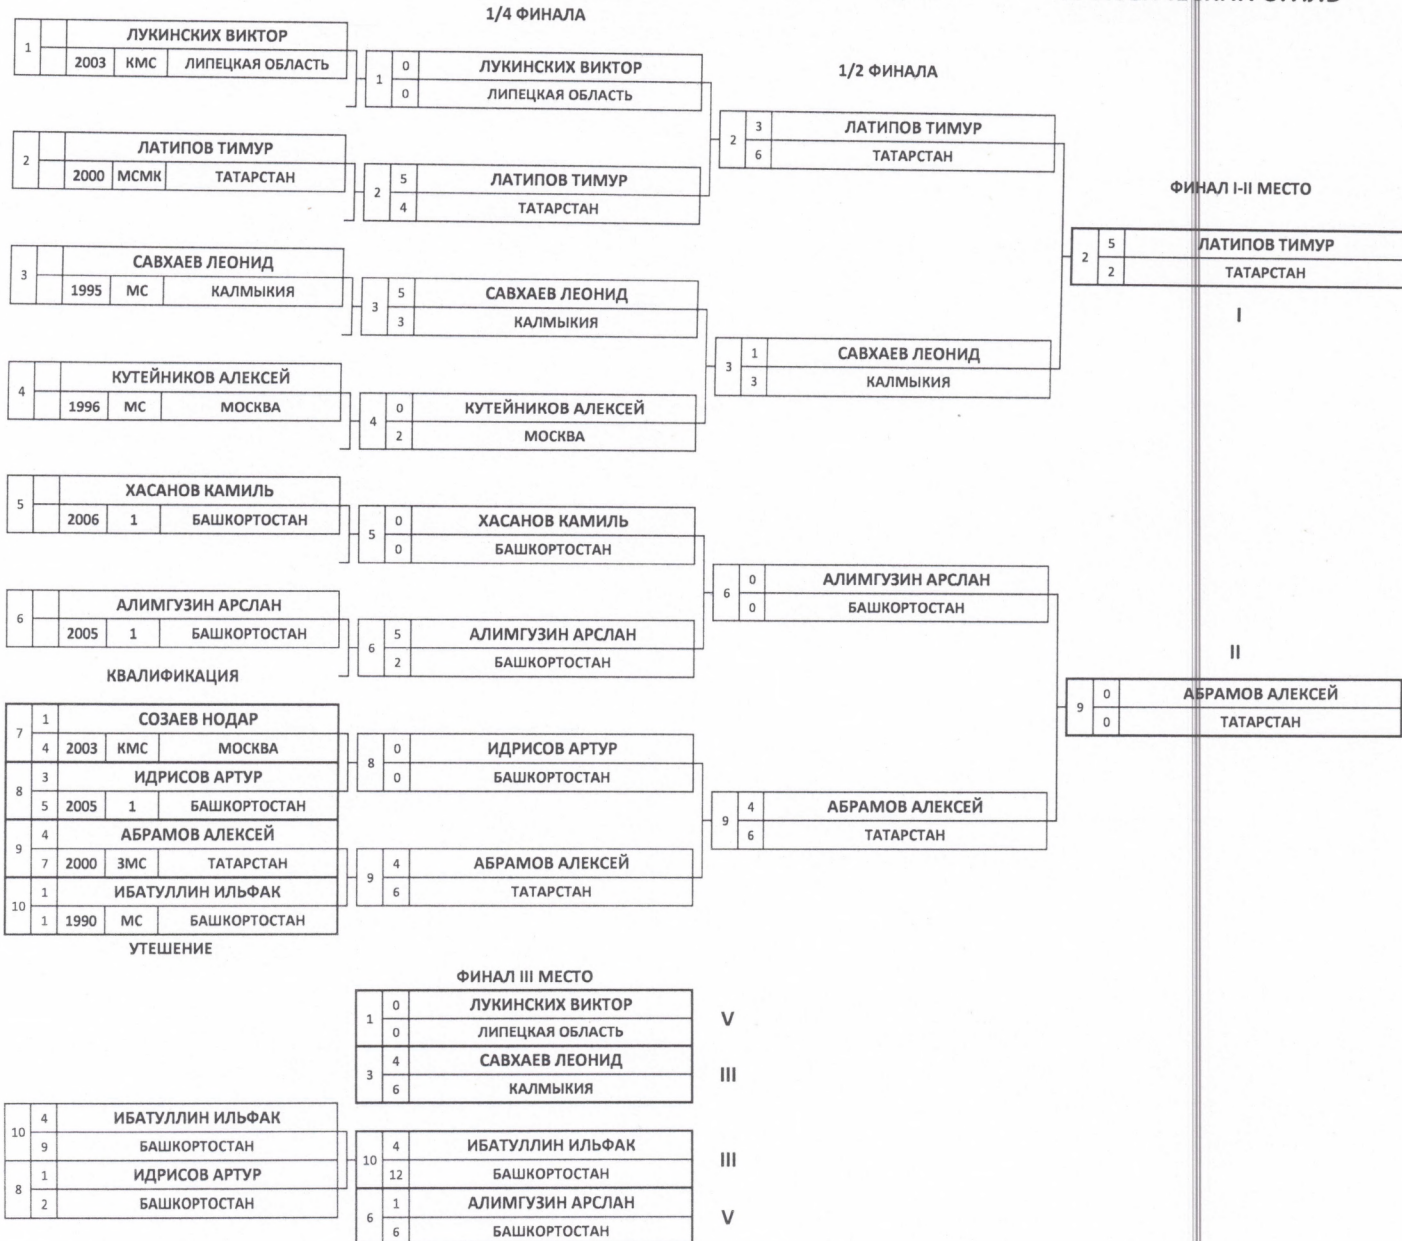 1/4 ФИНАЛА
1 ЛУКИНСКИХ ВИКТОР
2003 КМС ЛИПЕЦКАЯ ОБЛАСТЬ
2 ЛАТИПОВ ТИМУР
2000 МСМК ТАТАРСТАН
3 САВХАЕВ ЛЕОНИД
1995 МС КАЛМЫКИЯ
4 КУТЕЙНИКОВ АЛЕКСЕЙ
1996 МС МОСКВА
5 ХАСАНОВ КАМИЛЬ
2006 1 БАШКОРТОСТАН
6 АЛИМГУЗИН АРСЛАН
2005 1 БАШКОРТОСТАН
КВАЛИФИКАЦИЯ
7 1 СОЗАЕВ НОДАР
4 2003 КМС МОСКВА
8 3 ИДРИСОВ АРТУР
5 2005 1 БАШКОРТОСТАН
9 4 АБРАМОВ АЛЕКСЕЙ
7 2000 ЗМС ТАТАРСТАН
10 1 ИБАТУЛЛИН ИЛЬФАК
1 1990 МС БАШКОРТОСТАН
УТЕШЕНИЕ
1 0 ЛУКИНСКИХ ВИКТОР
0 ЛИПЕЦКАЯ ОБЛАСТЬ
2 5 ЛАТИПОВ ТИМУР
4 ТАТАРСТАН
3 5 САВХАЕВ ЛЕОНИД
3 КАЛМЫКИЯ
4 0 КУТЕЙНИКОВ АЛЕКСЕЙ
2 МОСКВА
5 0 ХАСАНОВ КАМИЛЬ
0 БАШКОРТОСТАН
6 5 АЛИМГУЗИН АРСЛАН
2 БАШКОРТОСТАН
8 0 ИДРИСОВ АРТУР
0 БАШКОРТОСТАН
9 4 АБРАМОВ АЛЕКСЕЙ
6 ТАТАРСТАН
1/2 ФИНАЛА
2 3 ЛАТИПОВ ТИМУР
6 ТАТАРСТАН
3 1 САВХАЕВ ЛЕОНИД
3 КАЛМЫКИЯ
6 0 АЛИМГУЗИН АРСЛАН
0 БАШКОРТОСТАН
9 4 АБРАМОВ АЛЕКСЕЙ
6 ТАТАРСТАН
ФИНАЛ I-II МЕСТО
2 5 ЛАТИПОВ ТИМУР
2 ТАТАРСТАН
I
II
9 0 АБРАМОВ АЛЕКСЕЙ
0 ТАТАРСТАН
ФИНАЛ III МЕСТО
1 0 ЛУКИНСКИХ ВИКТОР V
0 ЛИПЕЦКАЯ ОБЛАСТЬ
3 4 САВХАЕВ ЛЕОНИД III
6 КАЛМЫКИЯ
10 4 ИБАТУЛЛИН ИЛЬФАК
9 БАШКОРТОСТАН
8 1 ИДРИСОВ АРТУР
2 БАШКОРТОСТАН
10 4 ИБАТУЛЛИН ИЛЬФАК III
12 БАШКОРТОСТАН
6 1 АЛИМГУЗИН АРСЛАН V
6 БАШКОРТОСТАН